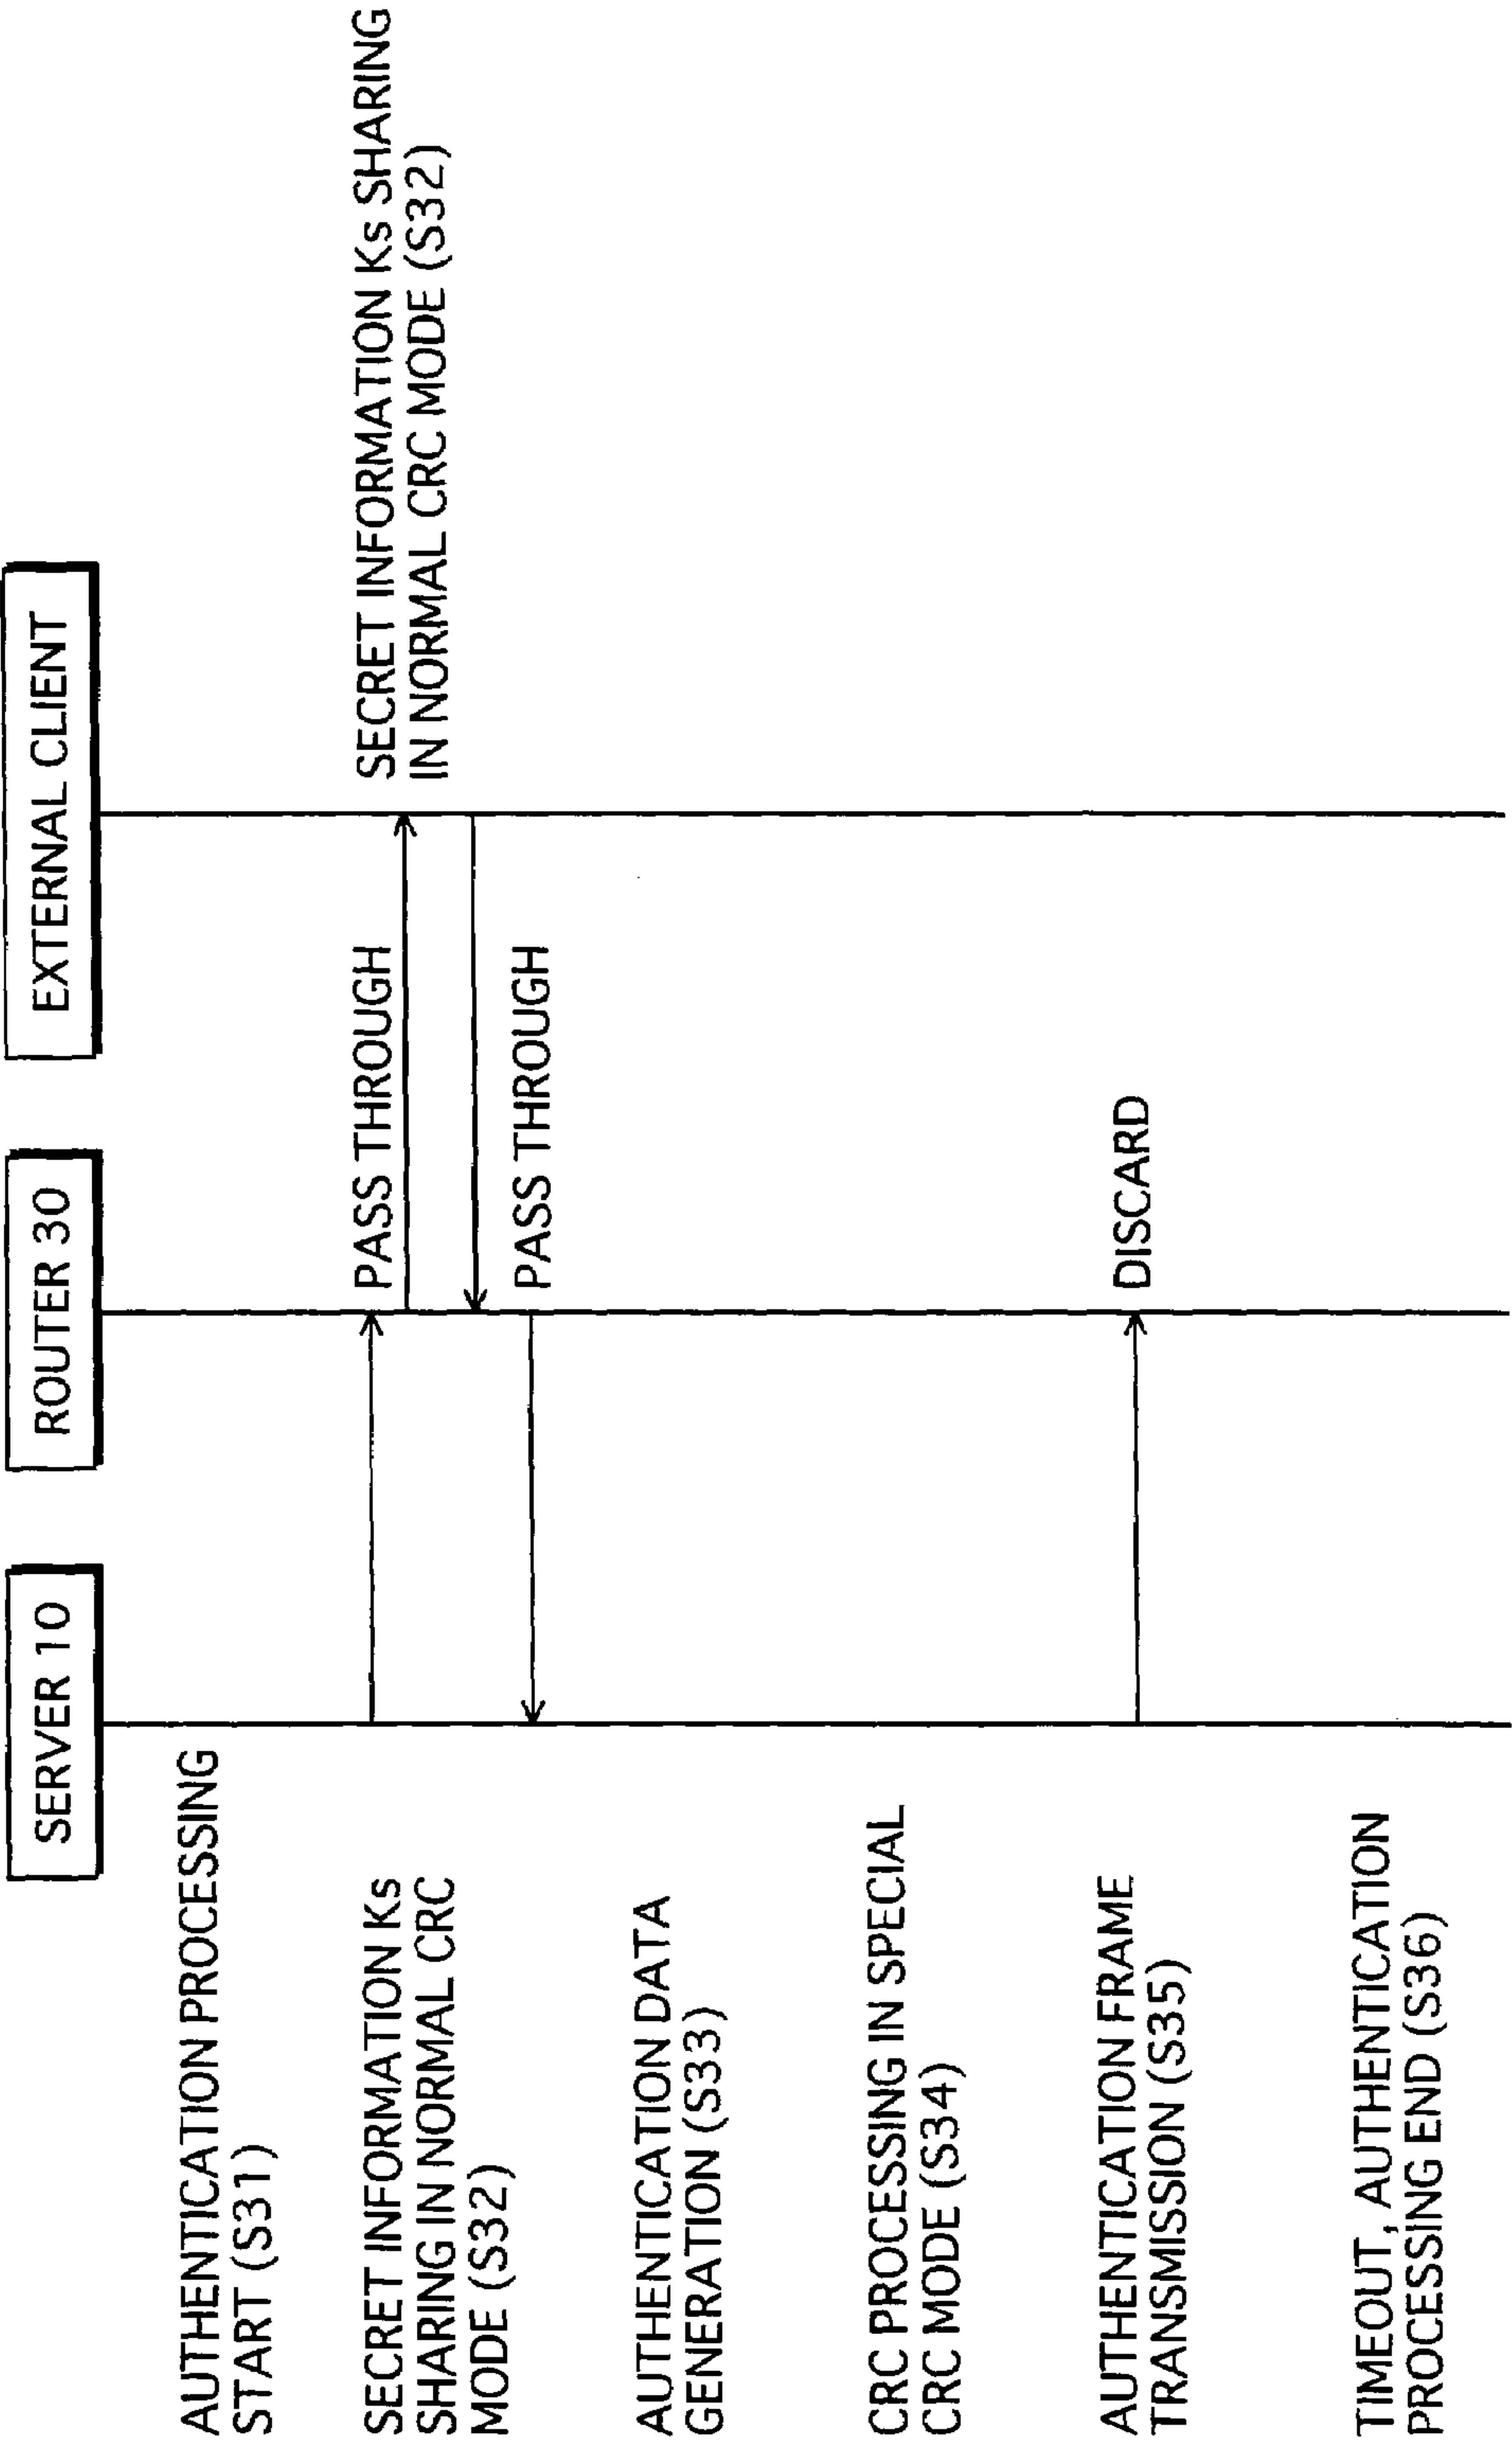 SERVER 10
ROUTER 30
EXTERNAL CLIENT
AUTHENTICATION PROCESSING
START (S31)
SECRET INFORMATION Ks
SHARING IN NORMAL CRC
MODE (S32)
PASS THROUGH
SECRET INFORMATION Ks SHARING
IN NORMAL CRC MODE (S32)
PASS THROUGH
AUTHENTICATION DATA
GENERATION (S33)
CRC PROCESSING IN SPECIAL
CRC MODE (S34)
AUTHENTICATION FRAME
TRANSMISSION (S35)
DISCARD
TIMEOUT, AUTHENTICATION
PROCESSING END (S36)